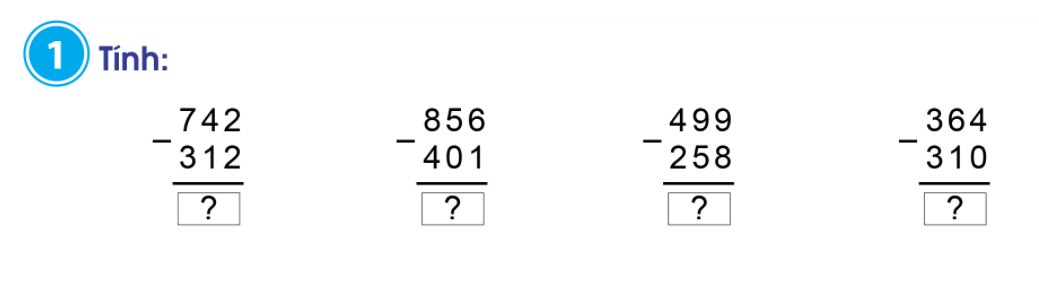 1 Tính:
742 856 499 364
- - - -
312 401 258 310
? ? ? ?